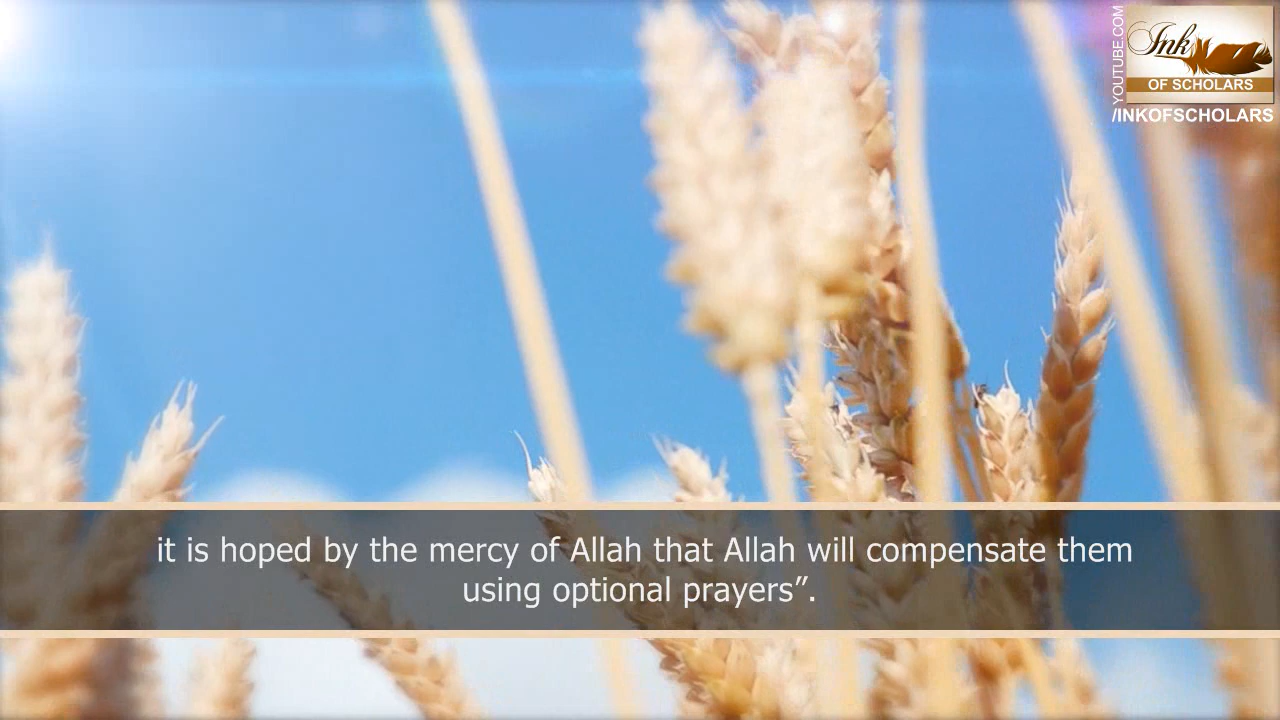 YOUTUBE.COM
Ink
OF SCHOLARS
/INKOFSCHOLARS
it is hoped by the mercy of Allah that Allah will compensate them
using optional prayers”.